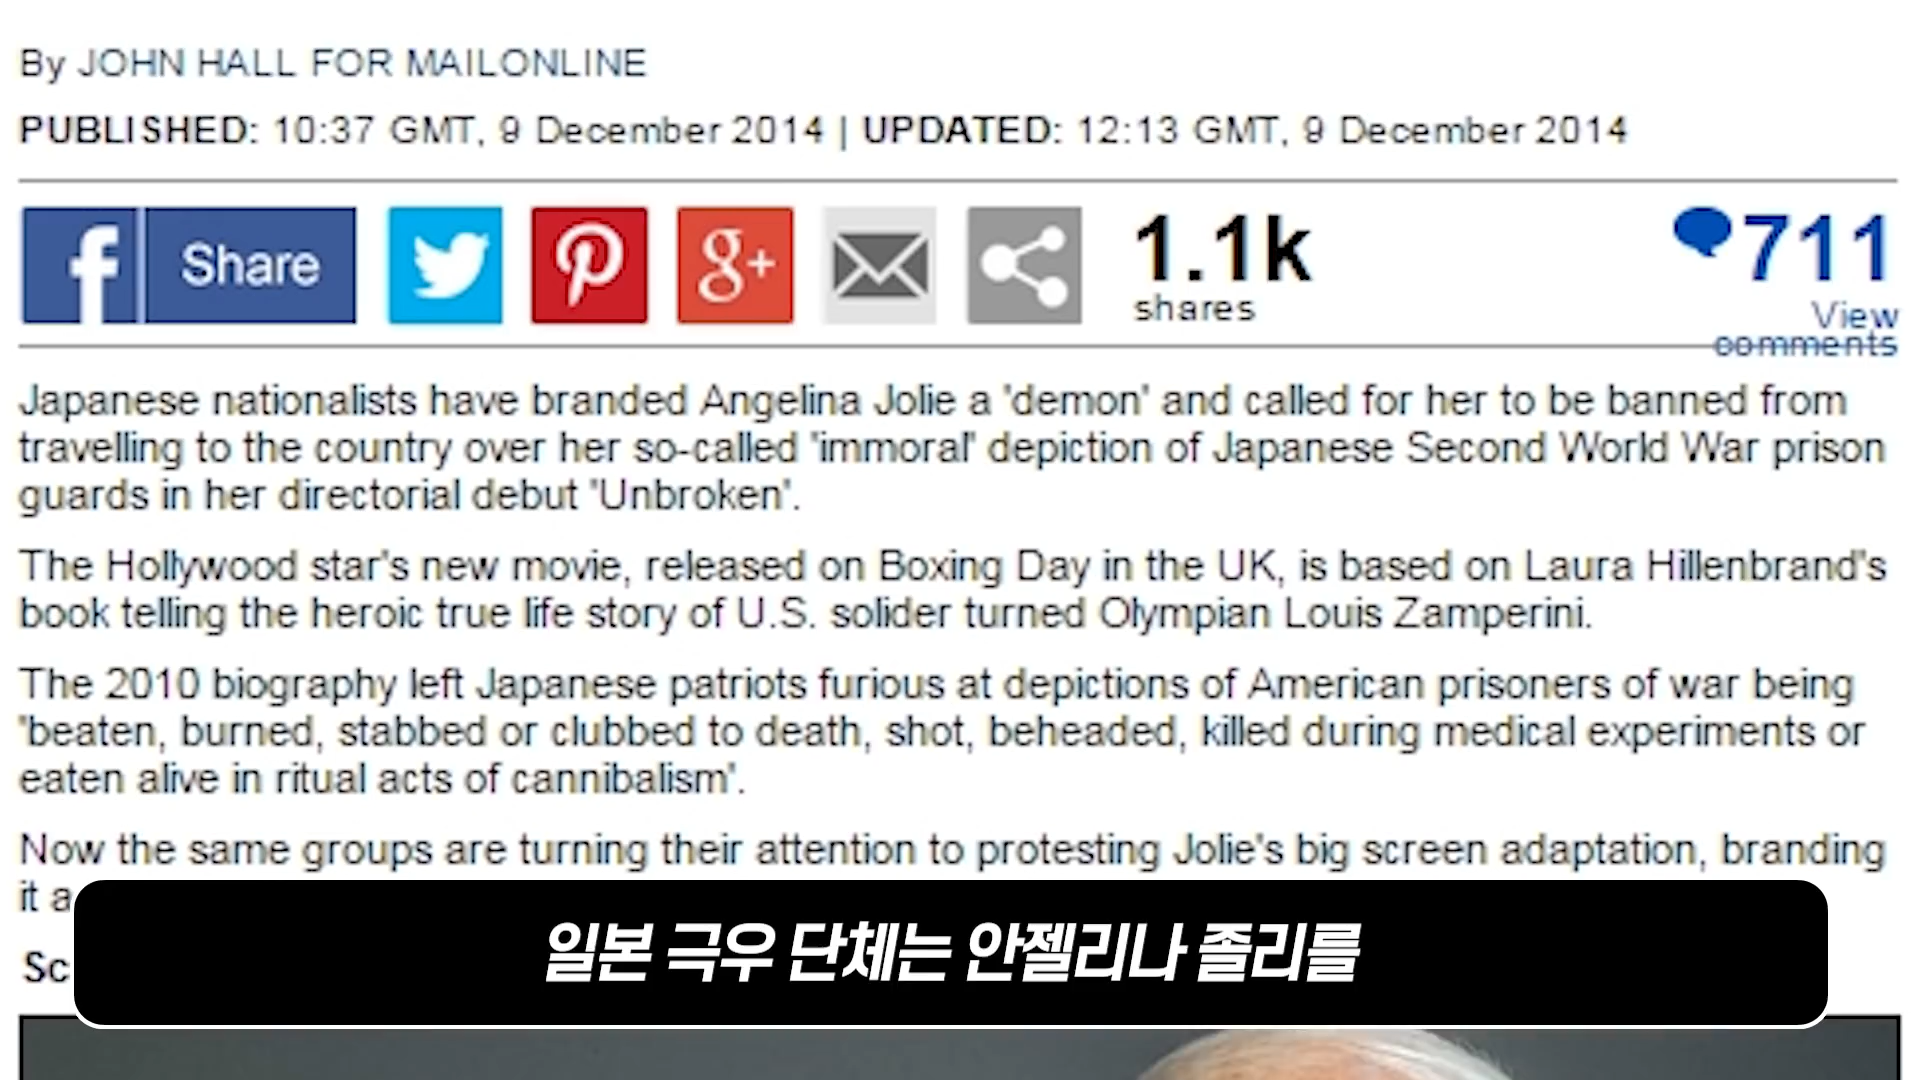 By JOHN HALL FOR MAILONLINE
PUBLISHED: 10:37 GMT, 9 December 2014 | UPDATED: 12:13 GMT, 9 December 2014
f Share
g+
1.1k
shares
711
View
comments
Japanese nationalists have branded Angelina Jolie a 'demon' and called for her to be banned from
travelling to the country over her so-called 'immoral' depiction of Japanese Second World War prison
guards in her directorial debut 'Unbroken'.
The Hollywood star's new movie, released on Boxing Day in the UK, is based on Laura Hillenbrand's
book telling the heroic true life story of U.S. solider turned Olympian Louis Zamperini.
The 2010 biography left Japanese patriots furious at depictions of American prisoners of war being
'beaten, burned, stabbed or clubbed to death, shot, beheaded, killed during medical experiments or
eaten alive in ritual acts of cannibalism'.
Now the same groups are turning their attention to protesting Jolie's big screen adaptation, branding
it a
Sc
일본 극우 단체는 안젤리나 졸리를